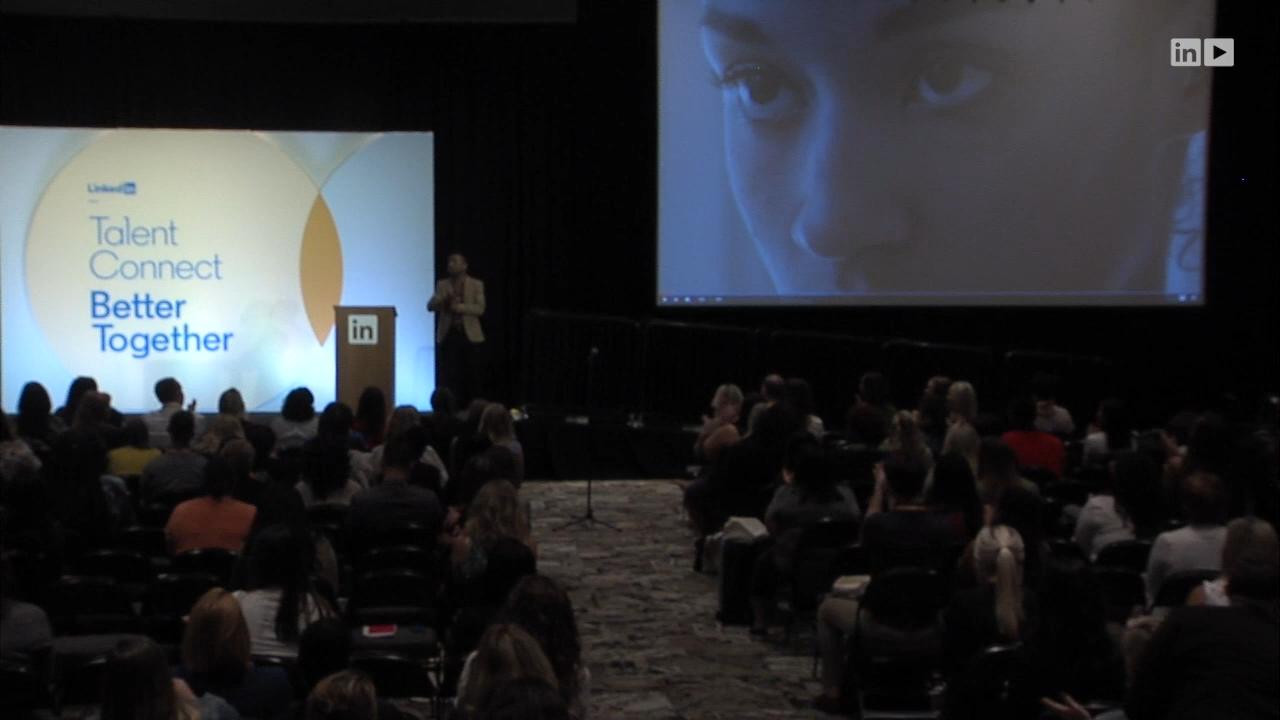 LinkedIn
Talent
Connect
Better
Together
in
in